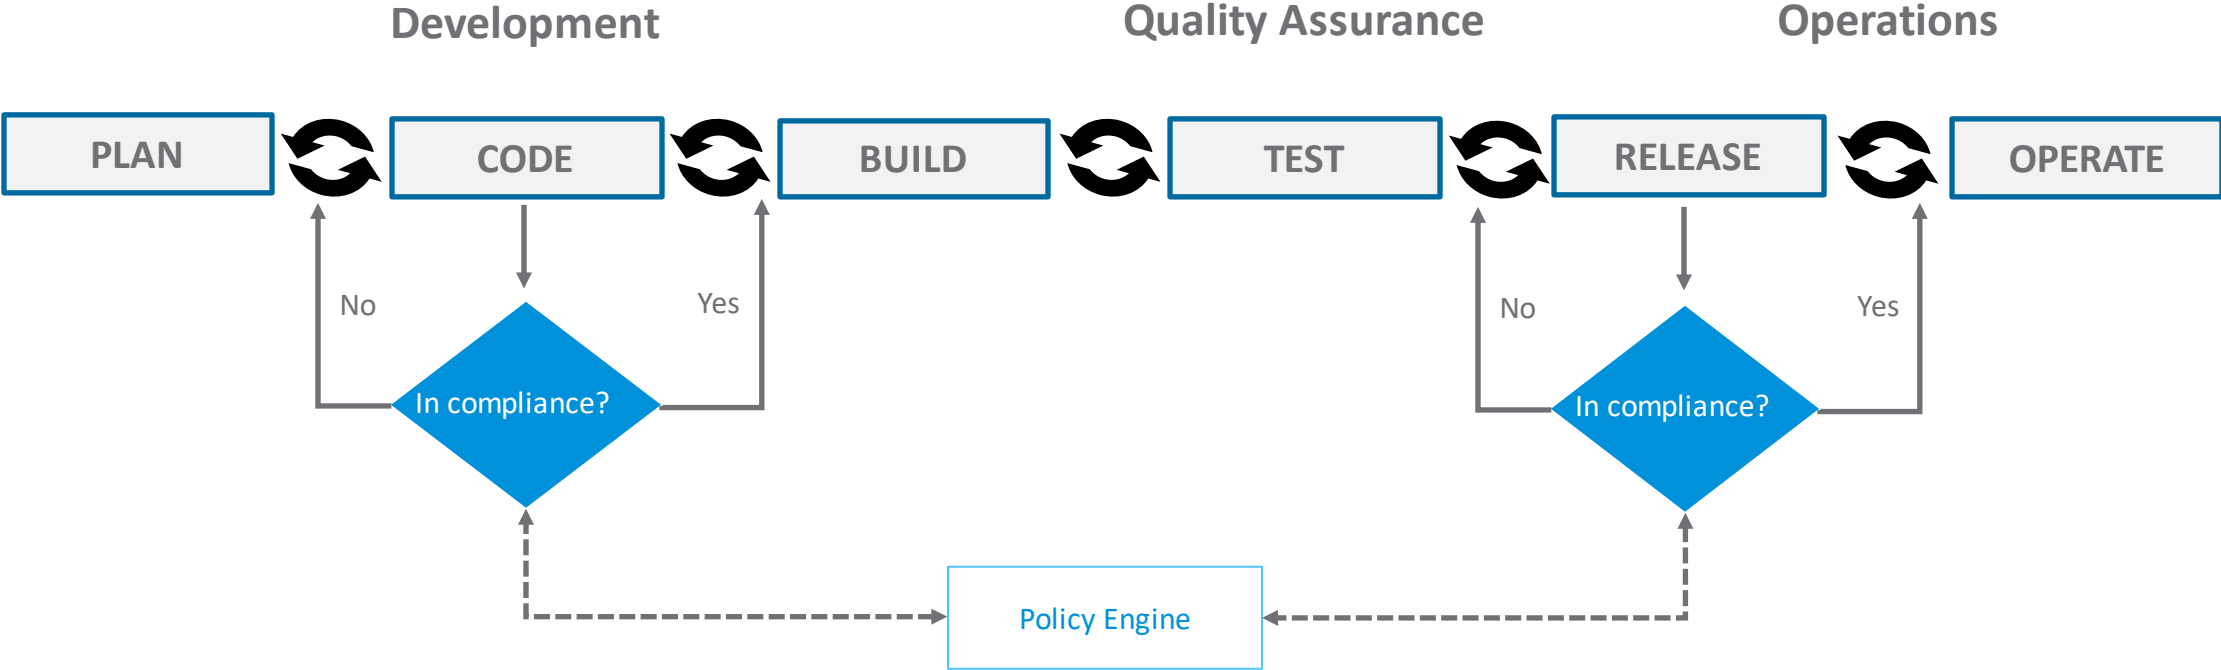 Development
Quality Assurance
Operations
PLAN
CODE
BUILD
TEST
RELEASE
OPERATE
No
Yes
No
Yes
In compliance?
In compliance?
Policy Engine